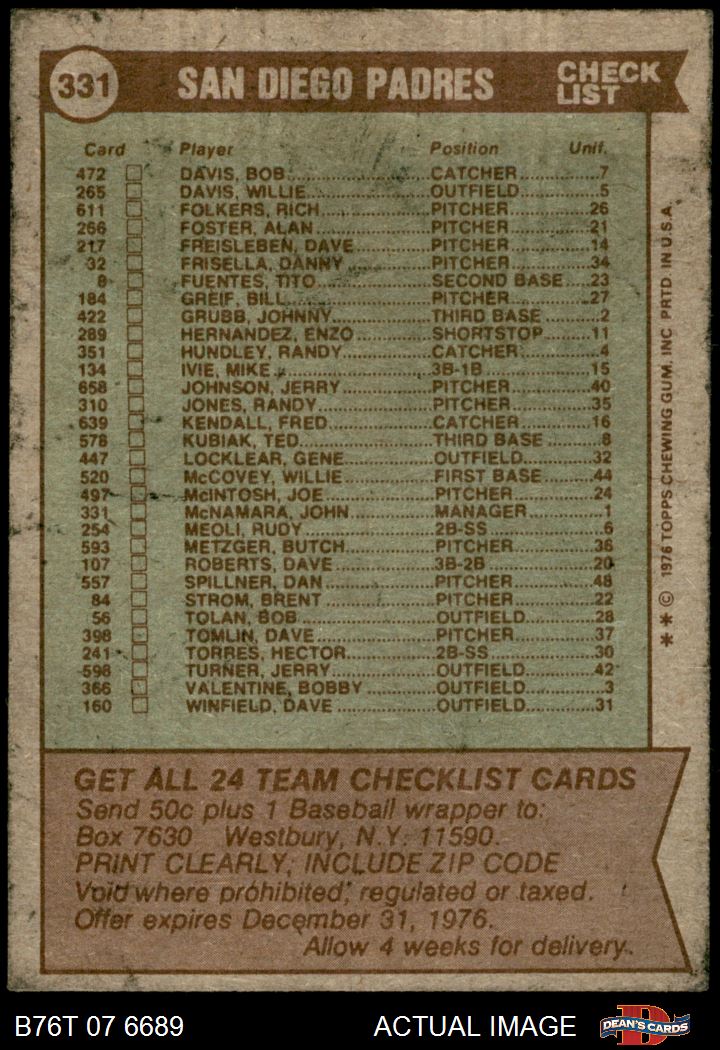 331 SAN DIEGO PADRES CHECK LIST
Card Player Position Unif.
472 DAVIS, BOB CATCHER 7
265 DAVIS, WILLIE OUTFIELD 5
611 FOLKERS, RICH PITCHER 26
266 FOSTER, ALAN PITCHER 21
217 FREISLEBEN, DAVE PITCHER 14
32 FRISELLA, DANNY PITCHER 34
8 FUENTES, TITO SECOND BASE 23
184 GREIF, BILL PITCHER 27
422 GRUBB, JOHNNY THIRD BASE 2
289 HERNANDEZ, ENZO SHORTSTOP 11
351 HUNDLEY, RANDY CATCHER 4
134 IVIE, MIKE 3B-1B 15
658 JOHNSON, JERRY PITCHER 40
310 JONES, RANDY PITCHER 35
639 KENDALL, FRED CATCHER 16
578 KUBIAK, TED THIRD BASE 8
447 LOCKLEAR, GENE OUTFIELD 32
520 McCOVEY, WILLIE FIRST BASE 44
497 McINTOSH, JOE PITCHER 24
331 McNAMARA, JOHN MANAGER 1
254 MEOLI, RUDY 2B-SS 6
593 METZGER, BUTCH PITCHER 36
107 ROBERTS, DAVE 3B-2B 20
557 SPILLNER, DAN PITCHER 48
84 STROM, BRENT PITCHER 22
56 TOLAN, BOB OUTFIELD 28
398 TOMLIN, DAVE PITCHER 37
241 TORRES, HECTOR 2B-SS 30
598 TURNER, JERRY OUTFIELD 42
366 VALENTINE, BOBBY OUTFIELD 3
160 WINFIELD, DAVE OUTFIELD 31
* * © 1976 TOPPS CHEWING GUM, INC. PRTD. IN U.S.A.
GET ALL 24 TEAM CHECKLIST CARDS
Send 50c plus 1 Baseball wrapper to:
Box 7630 Westbury, N.Y. 11590.
PRINT CLEARLY, INCLUDE ZIP CODE
Void where prohibited, regulated or taxed.
Offer expires December 31, 1976.
Allow 4 weeks for delivery.
B76T 07 6689 ACTUAL IMAGE D DEAN'S CARDS